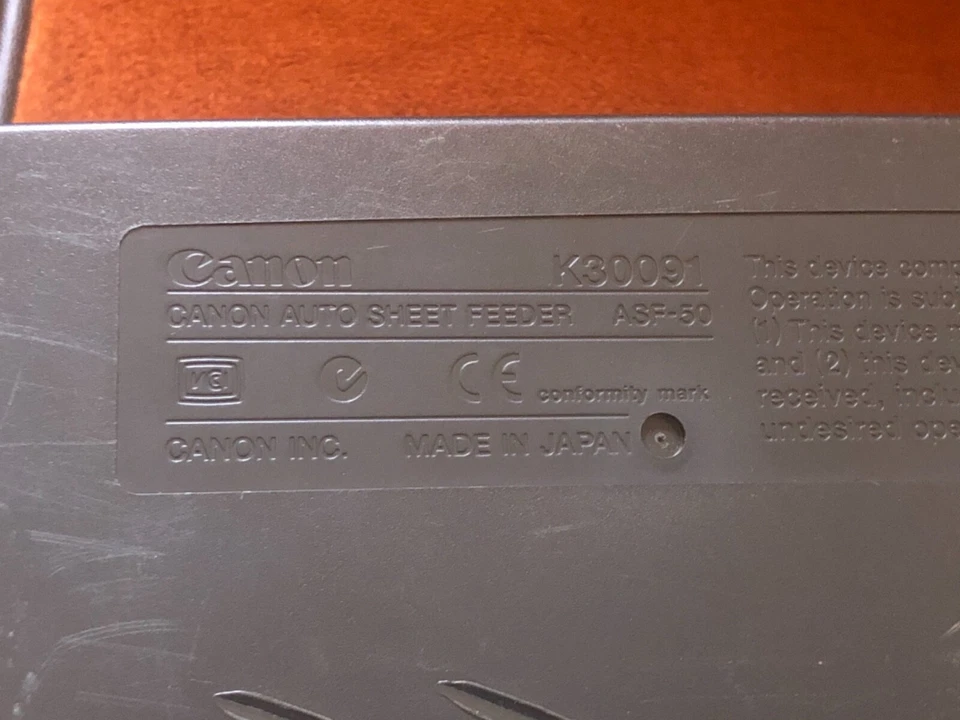 Canon K30091
CANON AUTO SHEET FEEDER ASF-50
VCI
CE conformity mark
CANON INC. MADE IN JAPAN
This device comp
Operation is subj
(1) This device m
and (2) this dev
received, inclu
undesired ope